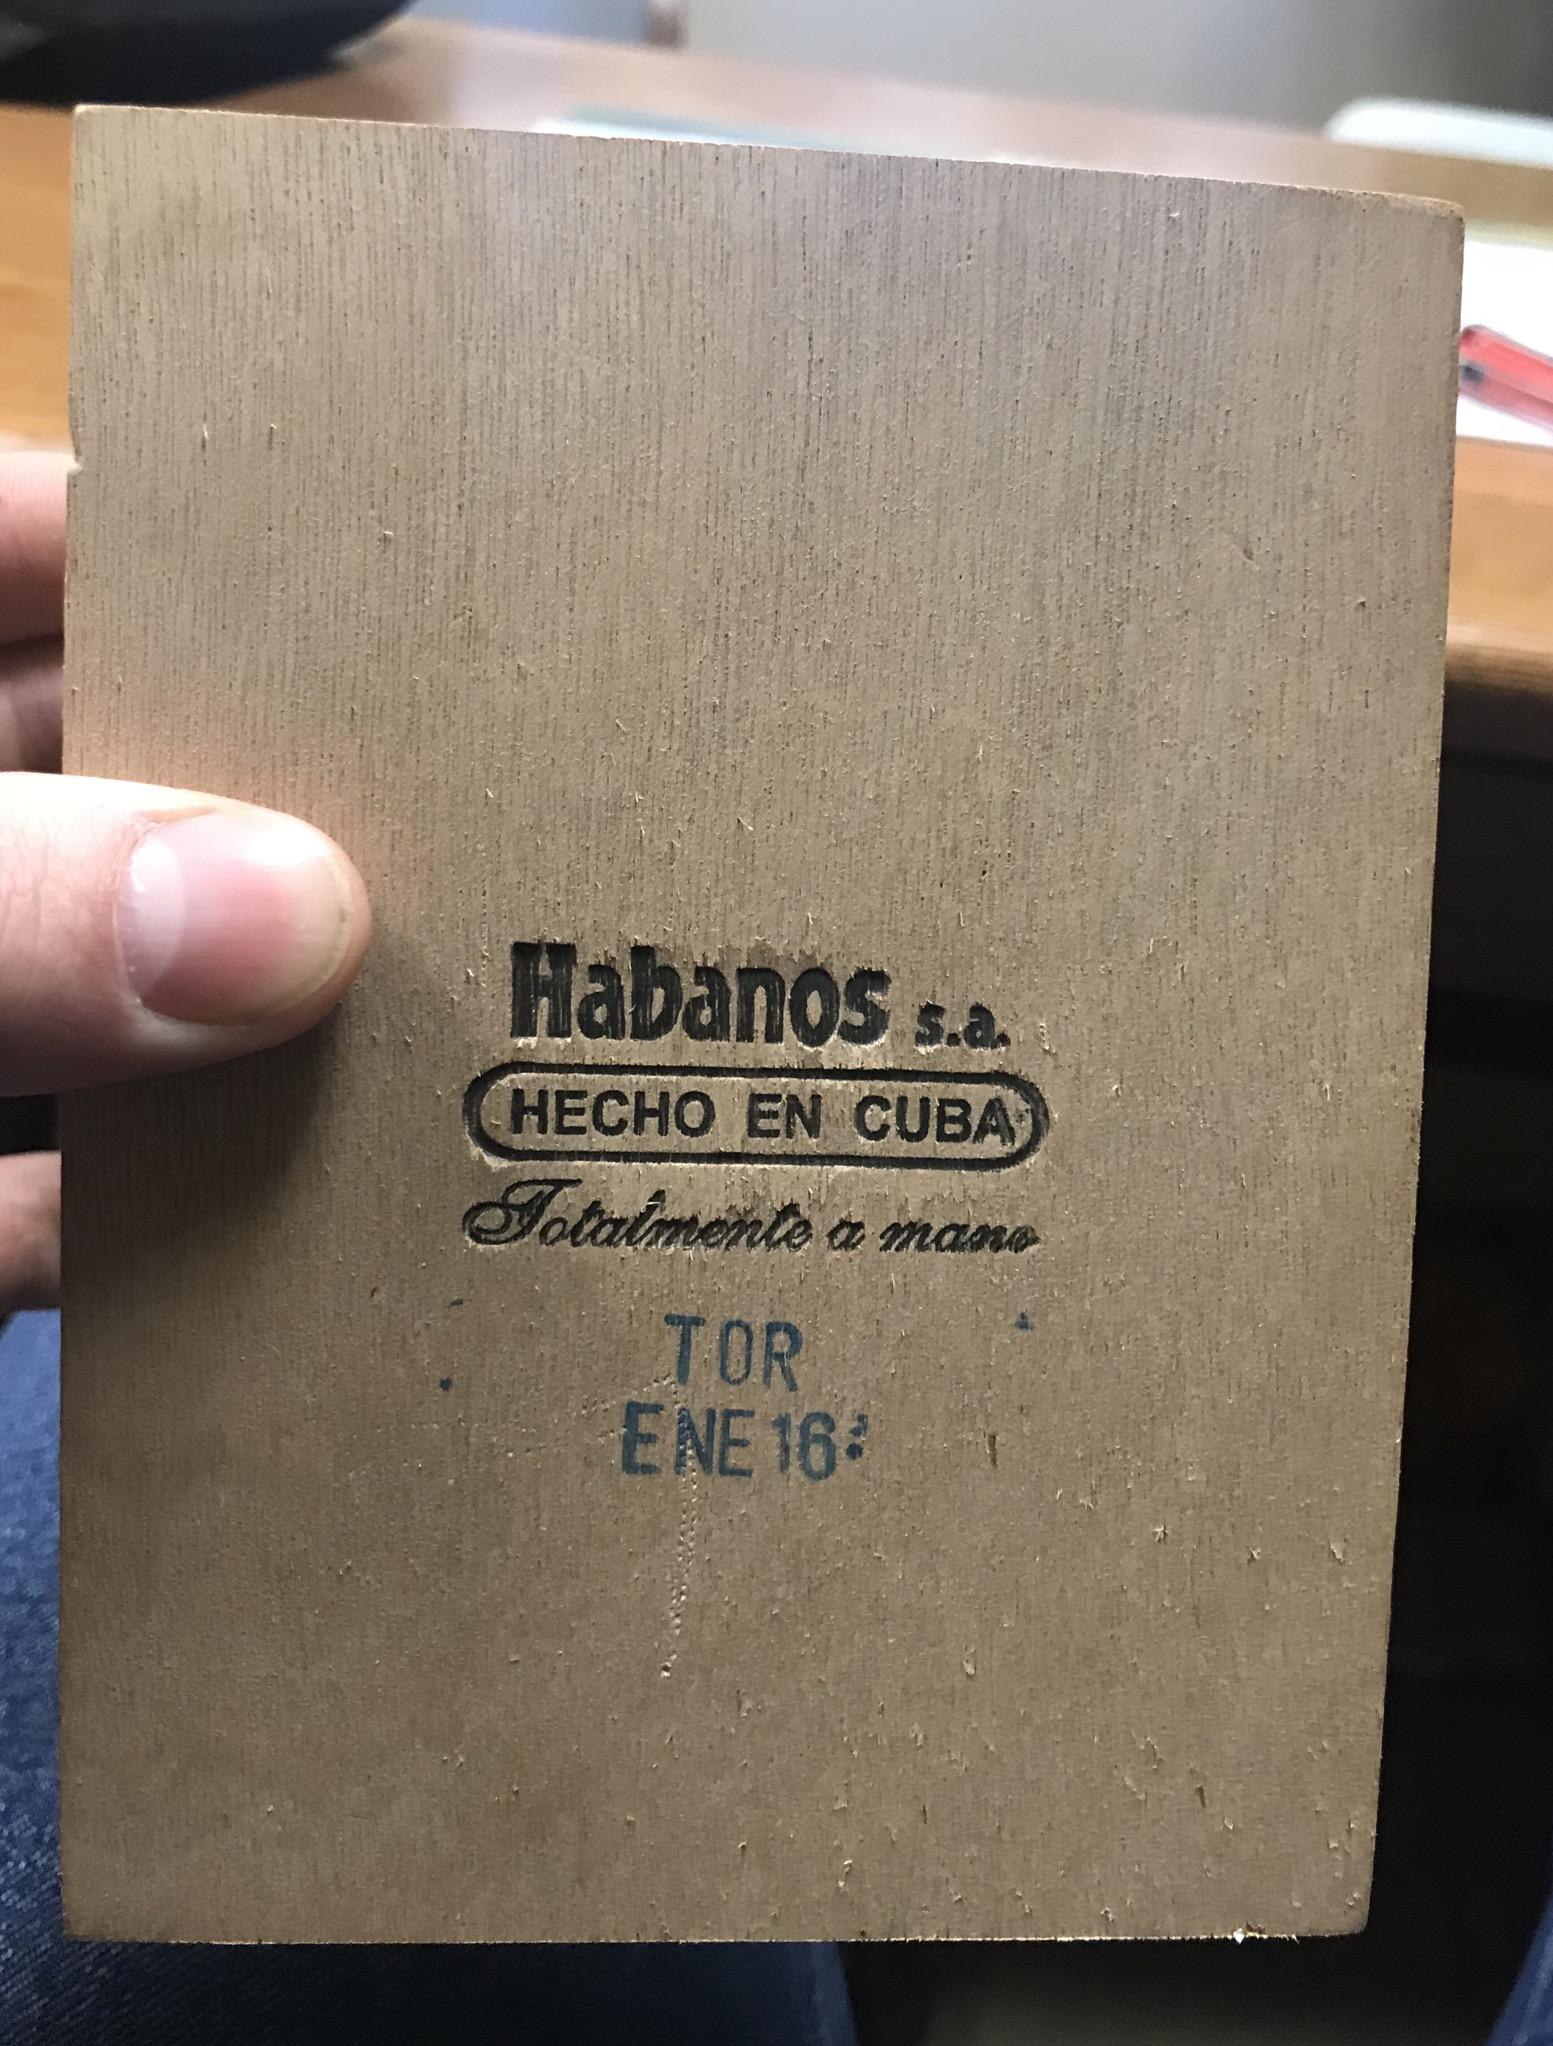 Habanos s.a.
HECHO EN CUBA
Totalmente a mano
TOR
ENE 16